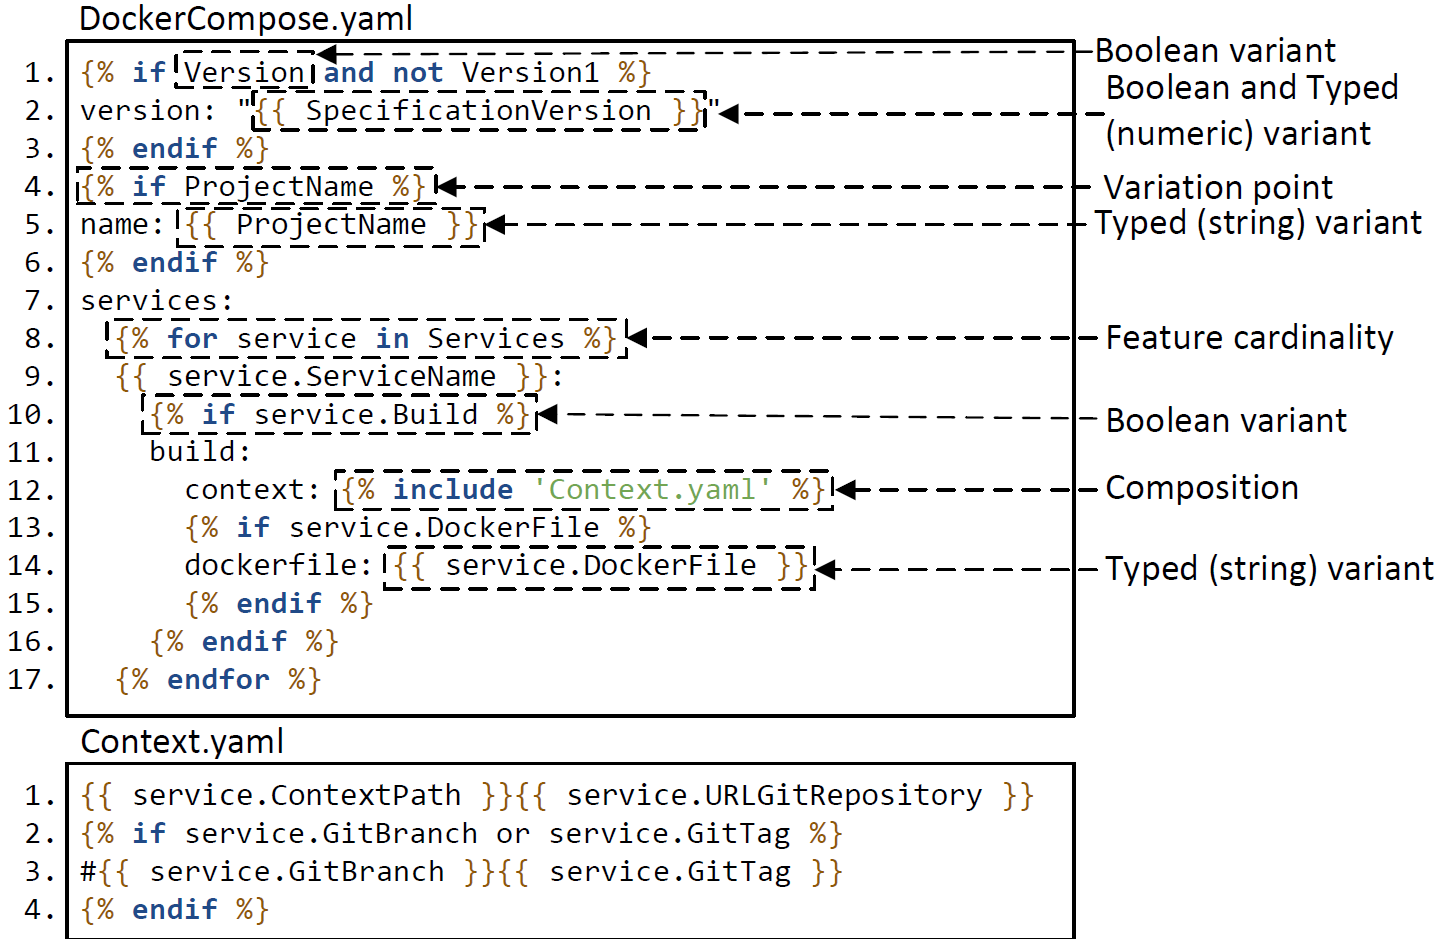 DockerCompose.yaml
1. {% if Version and not Version1 %}
Boolean variant
2. version: "{{ SpecificationVersion }}"
Boolean and Typed
(numeric) variant
3. {% endif %}
4. {% if ProjectName %}
Variation point
5. name: {{ ProjectName }}
Typed (string) variant
6. {% endif %}
7. services:
8. {% for service in Services %}
Feature cardinality
9. {{ service.ServiceName }}:
10. {% if service.Build %}
Boolean variant
11. build:
12. context: {% include 'Context.yaml' %}
Composition
13. {% if service.DockerFile %}
14. dockerfile: {{ service.DockerFile }}
Typed (string) variant
15. {% endif %}
16. {% endif %}
17. {% endfor %}
Context.yaml
1. {{ service.ContextPath }}{{ service.URLGitRepository }}
2. {% if service.GitBranch or service.GitTag %}
3. #{{ service.GitBranch }}{{ service.GitTag }}
4. {% endif %}